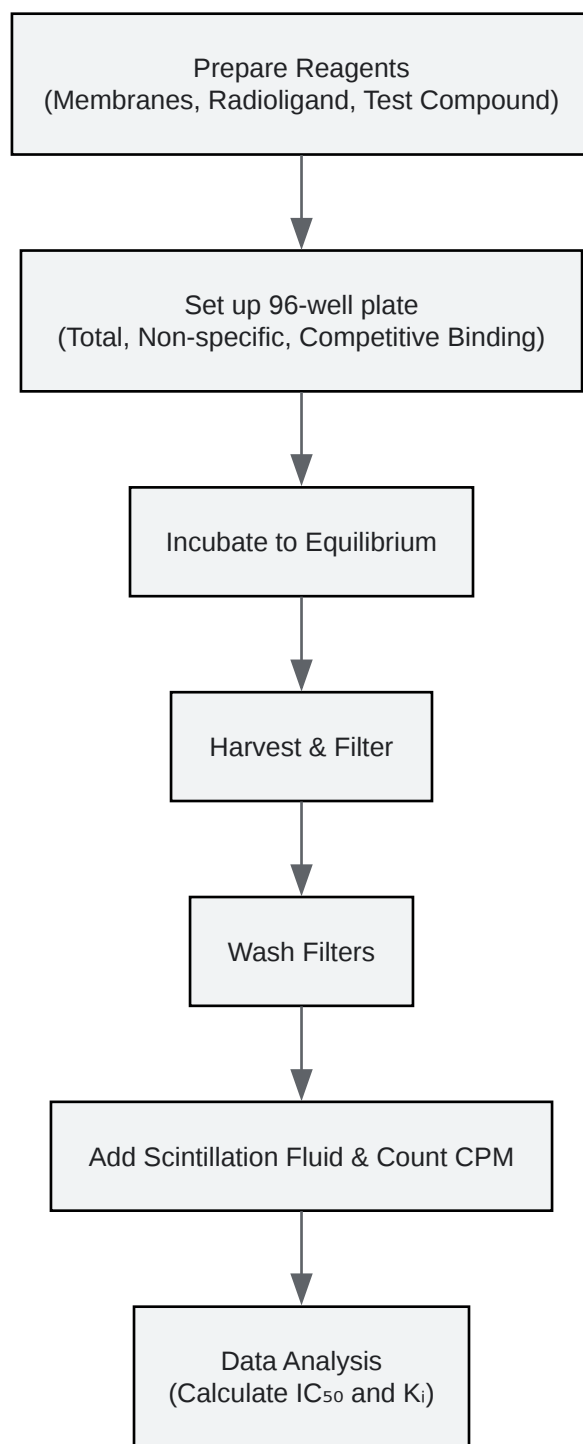 Prepare Reagents
(Membranes, Radioligand, Test Compound)
Set up 96-well plate
(Total, Non-specific, Competitive Binding)
Incubate to Equilibrium
Harvest & Filter
Wash Filters
Add Scintillation Fluid & Count CPM
Data Analysis
(Calculate IC₅₀ and Kᵢ)